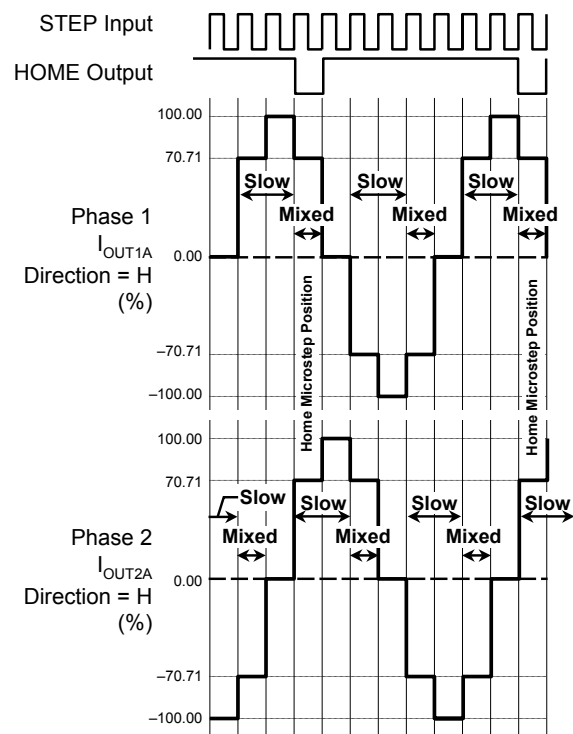 STEP Input
HOME Output
100.00
70.71
Slow
Slow
Slow
Mixed
Mixed
Mixed
Phase 1
IOUT1A
Direction = H
(%)
0.00
Home Microstep Position
Home Microstep Position
–70.71
–100.00
100.00
70.71
Slow
Slow
Slow
Slow
Mixed
Mixed
Mixed
Phase 2
IOUT2A
Direction = H
(%)
0.00
–70.71
–100.00